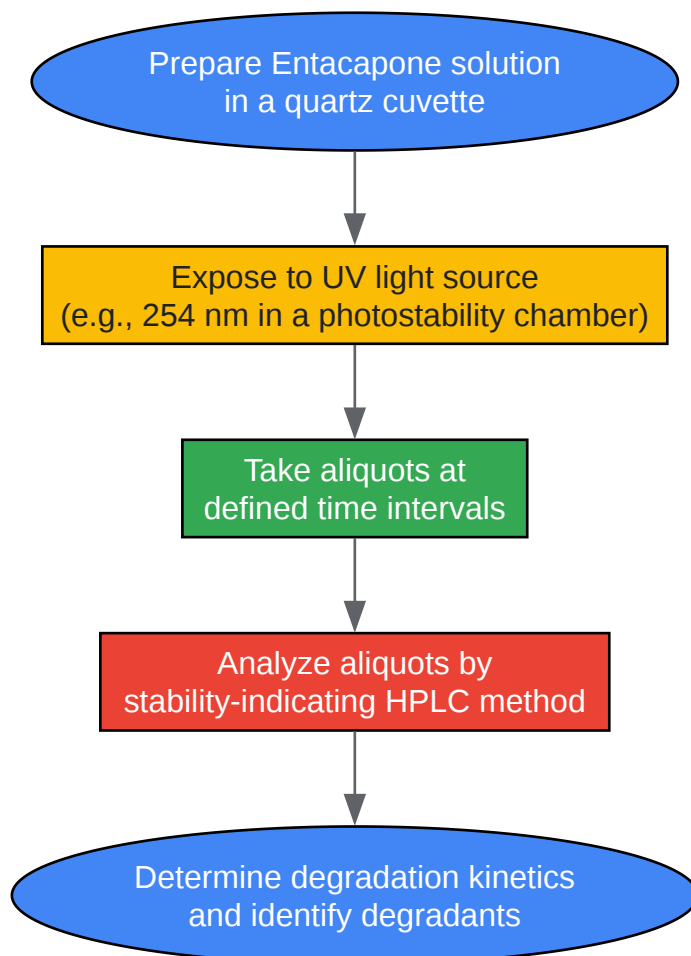 Prepare Entacapone solution
in a quartz cuvette
Expose to UV light source
(e.g., 254 nm in a photostability chamber)
Take aliquots at
defined time intervals
Analyze aliquots by
stability-indicating HPLC method
Determine degradation kinetics
and identify degradants